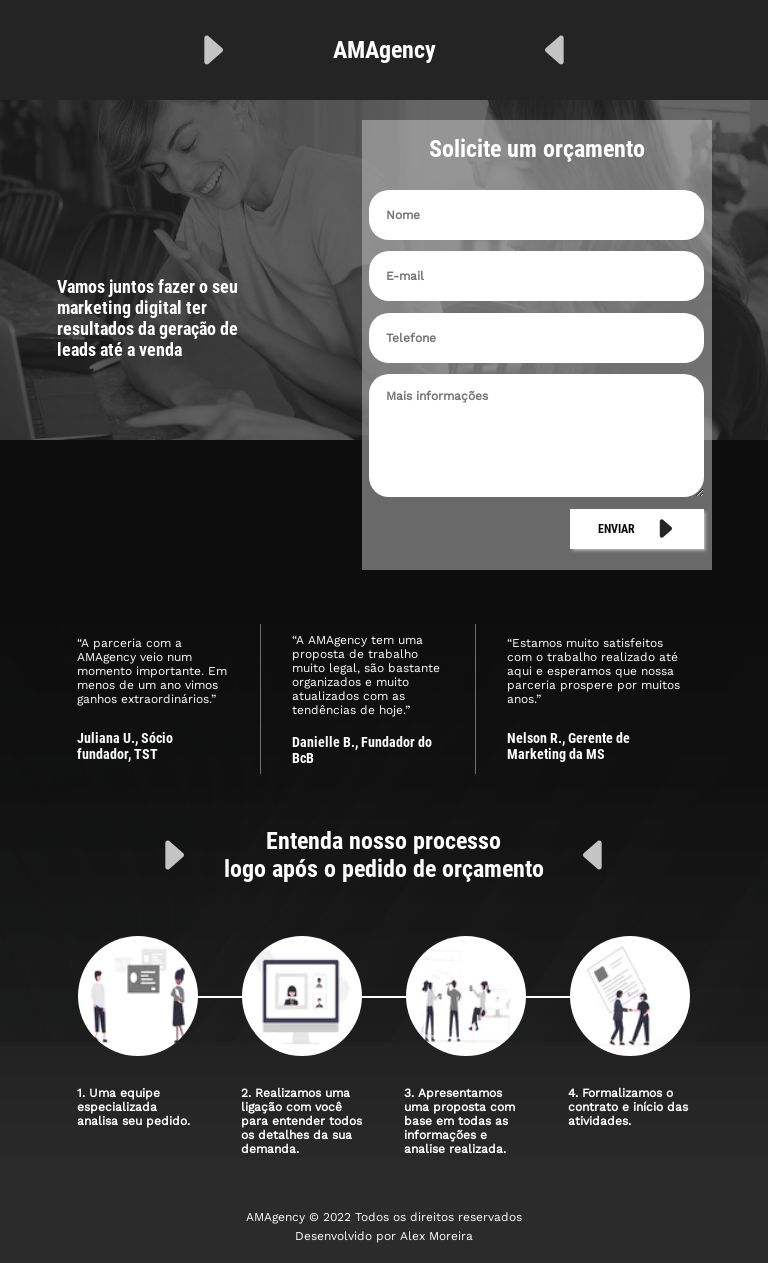 AMAgency
Solicite um orçamento
Nome
E-mail
Telefone
Mais informações
Vamos juntos fazer o seu
marketing digital ter
resultados da geração de
leads até a venda
ENVIAR
“A parceria com a
AMAgency veio num
momento importante. Em
menos de um ano vimos
ganhos extraordinários.”
Juliana U., Sócio
fundador, TST
“A AMAgency tem uma
proposta de trabalho
muito legal, são bastante
organizados e muito
atualizados com as
tendências de hoje.”
Danielle B., Fundador do
BcB
“Estamos muito satisfeitos
com o trabalho realizado até
aqui e esperamos que nossa
parceria prospere por muitos
anos.”
Nelson R., Gerente de
Marketing da MS
Entenda nosso processo
logo após o pedido de orçamento
1. Uma equipe
especializada
analisa seu pedido.
2. Realizamos uma
ligação com você
para entender todos
os detalhes da sua
demanda.
3. Apresentamos
uma proposta com
base em todas as
informações e
analise realizada.
4. Formalizamos o
contrato e início das
atividades.
AMAgency © 2022 Todos os direitos reservados
Desenvolvido por Alex Moreira